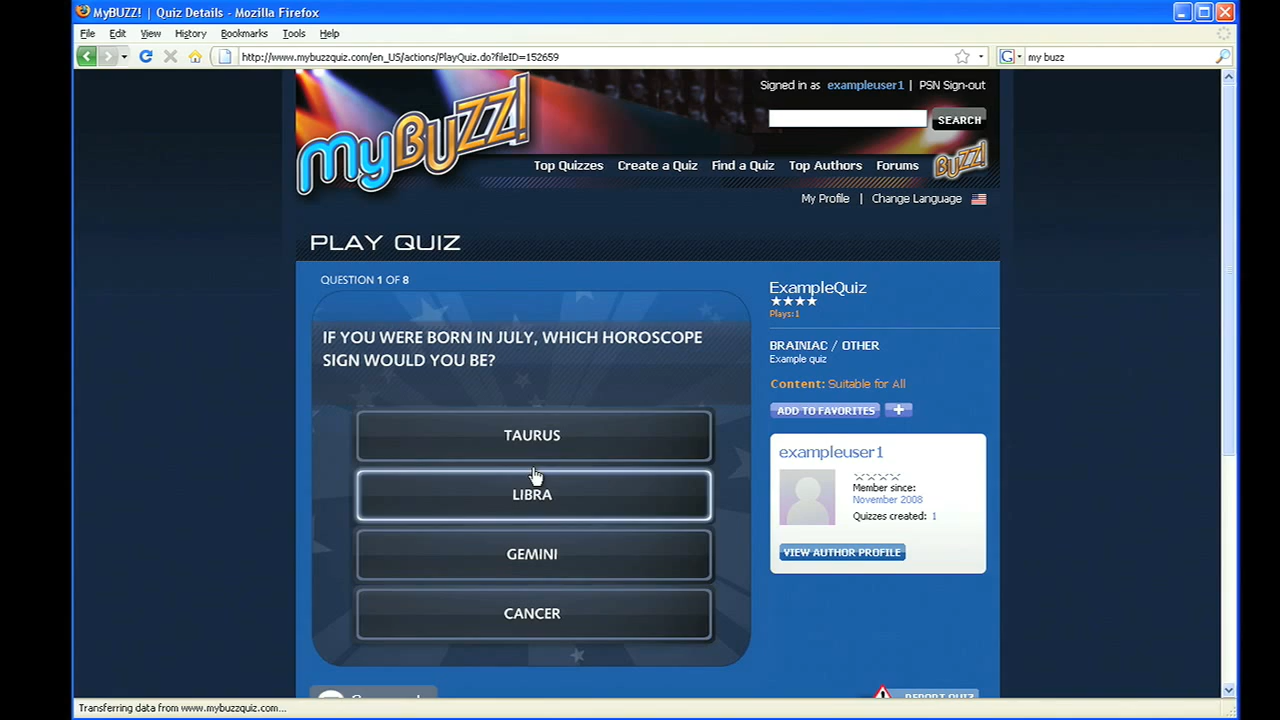 MyBUZZ! | Quiz Details - Mozilla Firefox
File Edit View History Bookmarks Tools Help
http://www.mybuzzquiz.com/en_US/actions/PlayQuiz.do?fileID=152659
G
my buzz
Signed in as exampleuser1 | PSN Sign-out
myBUZZ!
SEARCH
Top Quizzes Create a Quiz Find a Quiz Top Authors Forums
BUZZ!
My Profile | Change Language
PLAY QUIZ
QUESTION 1 OF 8
IF YOU WERE BORN IN JULY, WHICH HOROSCOPE
SIGN WOULD YOU BE?
TAURUS
LIBRA
GEMINI
CANCER
ExampleQuiz
Plays:1
BRAINIAC / OTHER
Example quiz
Content: Suitable for All
ADD TO FAVORITES +
exampleuser1
Member since:
November 2008
Quizzes created: 1
VIEW AUTHOR PROFILE
REPORT QUIZ
Transferring data from www.mybuzzquiz.com...